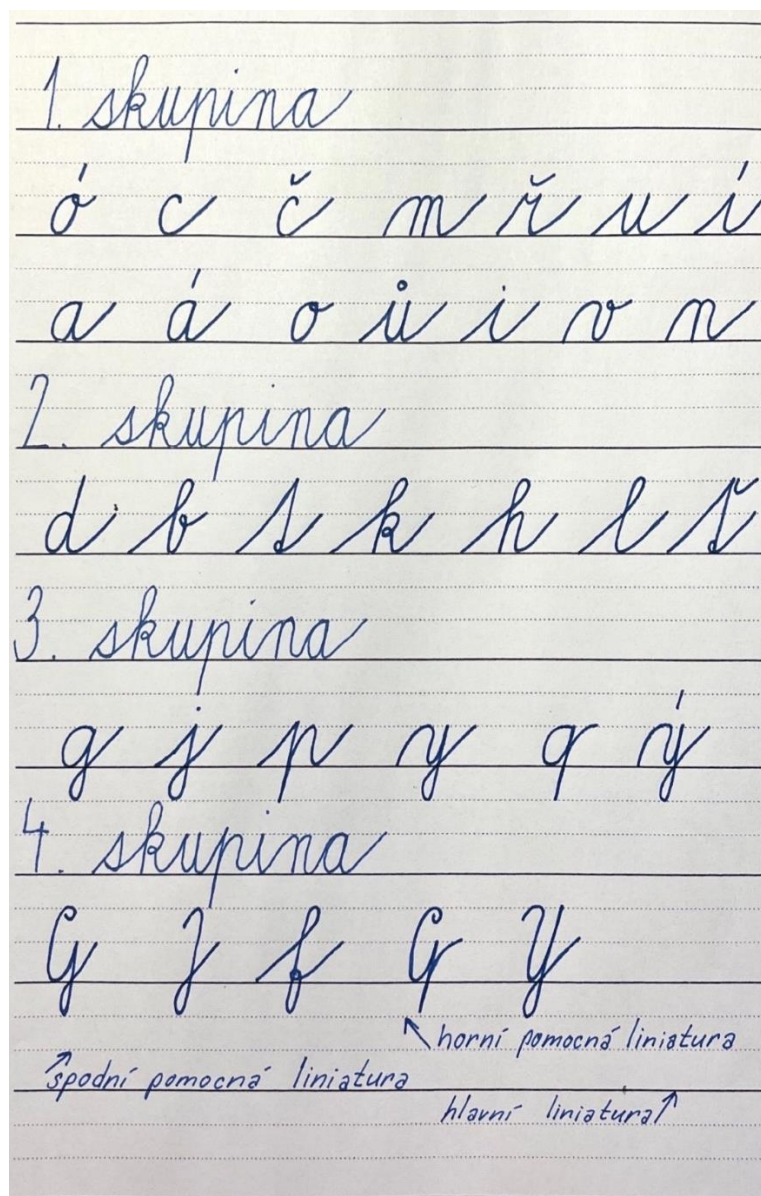 1. skupina
ó c č m ř u í
a á o ů i v n
2. skupina
d b t k h l ť
3. skupina
g j p y q ý
4. skupina
G J f Q Y
horní pomocná liniatura
spodní pomocná liniatura
hlavní liniatura